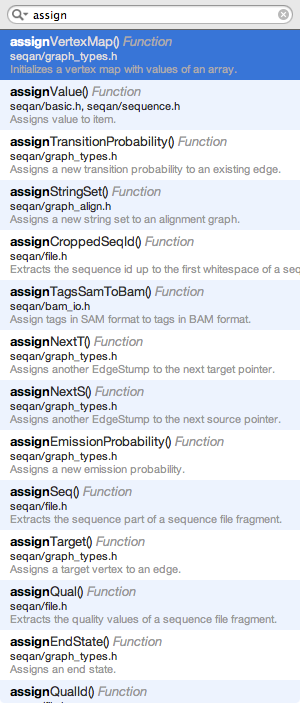 assign
assignVertexMap() Function
seqan/graph_types.h
Initializes a vertex map with values of an array.
assignValue() Function
seqan/basic.h, seqan/sequence.h
Assigns value to item.
assignTransitionProbability() Function
seqan/graph_types.h
Assigns a new transition probability to an existing edge.
assignStringSet() Function
seqan/graph_align.h
Assigns a new string set to an alignment graph.
assignCroppedSeqId() Function
seqan/file.h
Extracts the sequence id up to the first whitespace of a seq
assignTagsSamToBam() Function
seqan/bam_io.h
Assign tags in SAM format to tags in BAM format.
assignNextT() Function
seqan/graph_types.h
Assigns another EdgeStump to the next target pointer.
assignNextS() Function
seqan/graph_types.h
Assigns another EdgeStump to the next source pointer.
assignEmissionProbability() Function
seqan/graph_types.h
Assigns a new emission probability.
assignSeq() Function
seqan/file.h
Extracts the sequence part of a sequence file fragment.
assignTarget() Function
seqan/graph_types.h
Assigns a target vertex to an edge.
assignQual() Function
seqan/file.h
Extracts the quality values of a sequence file fragment.
assignEndState() Function
seqan/graph_types.h
Assigns an end state.
assignQualId() Function